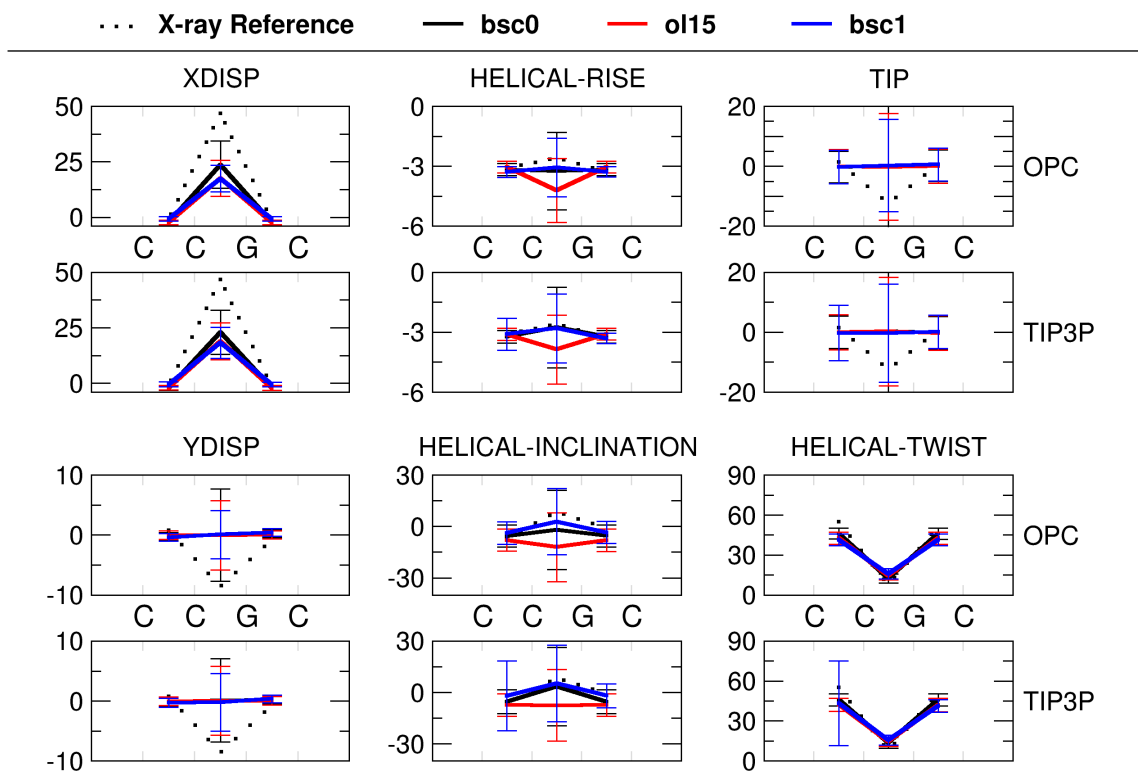 X-ray Reference bsc0 ol15 bsc1
XDISP HELICAL-RISE TIP
50 0 20
25 -3 0 OPC
0 -6 -20
C C G C C C G C C C G C
50 0 20
25 -3 0 TIP3P
0 -6 -20
YDISP HELICAL-INCLINATION HELICAL-TWIST
10 30 90
60
0 0 OPC
30
-10 -30 0
C C G C C C G C C C G C
10 30 90
60
0 0 TIP3P
30
-10 -30 0